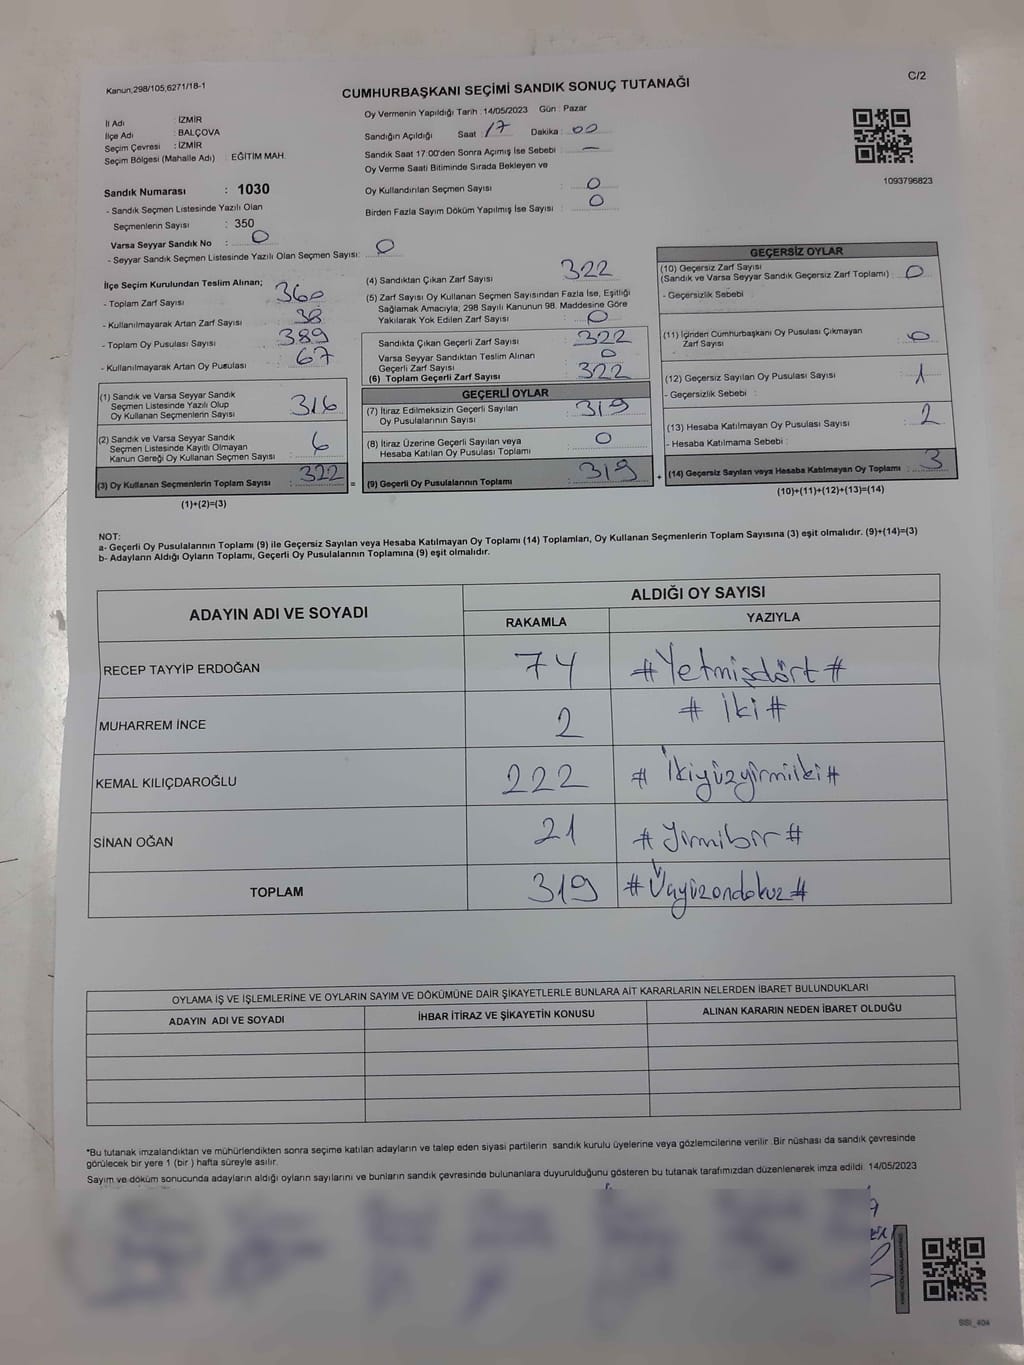 Kanun,298/105,6271/18-1
C/2
CUMHURBAŞKANI SEÇİMİ SANDIK SONUÇ TUTANAĞI
İl Adı : İZMİR
İlçe Adı : BALÇOVA
Seçim Çevresi : İZMİR
Seçim Bölgesi (Mahalle Adı) : EĞİTİM MAH.
Sandık Numarası : 1030
- Sandık Seçmen Listesinde Yazılı Olan
Seçmenlerin Sayısı : 350
Varsa Seyyar Sandık No : 0
- Seyyar Sandık Seçmen Listesinde Yazılı Olan Seçmen Sayısı: 0
Oy Vermenin Yapıldığı Tarih : 14/05/2023 Gün : Pazar
Sandığın Açıldığı Saat 17 Dakika : 00
Sandık Saat 17:00'den Sonra Açımış İse Sebebi : —
Oy Verme Saati Bitiminde Sırada Bekleyen ve
Oy Kullandırılan Seçmen Sayısı : 0
Birden Fazla Sayım Döküm Yapılmış İse Sayısı : 0
1093796823
İlçe Seçim Kurulundan Teslim Alınan;
- Toplam Zarf Sayısı : 360
- Kullanılmayarak Artan Zarf Sayısı : 38
- Toplam Oy Pusulası Sayısı : 389
- Kullanılmayarak Artan Oy Pusulası : 67
(1) Sandık ve Varsa Seyyar Sandık
Seçmen Listesinde Yazılı Olup
Oy Kullanan Seçmenlerin Sayısı : 316
(2) Sandık ve Varsa Seyyar Sandık
Seçmen Listesinde Kayıtlı Olmayan
Kanun Gereği Oy Kullanan Seçmen Sayısı : 6
(3) Oy Kullanan Seçmenlerin Toplam Sayısı : 322 =
(1)+(2)=(3)
(4) Sandıktan Çıkan Zarf Sayısı : 322
(5) Zarf Sayısı Oy Kullanan Seçmen Sayısından Fazla İse, Eşitliği
Sağlamak Amacıyla; 298 Sayılı Kanunun 98. Maddesine Göre
Yakılarak Yok Edilen Zarf Sayısı : 0
Sandıkta Çıkan Geçerli Zarf Sayısı : 322
Varsa Seyyar Sandıktan Teslim Alınan
Geçerli Zarf Sayısı : 0
(6) Toplam Geçerli Zarf Sayısı : 322
GEÇERLİ OYLAR
(7) İtiraz Edilmeksizin Geçerli Sayılan
Oy Pusulalarının Sayısı : 319
(8) İtiraz Üzerine Geçerli Sayılan veya
Hesaba Katılan Oy Pusulası Toplamı : 0
(9) Geçerli Oy Pusulalarının Toplamı : 319 +
GEÇERSİZ OYLAR
(10) Geçersiz Zarf Sayısı
(Sandık ve Varsa Seyyar Sandık Geçersiz Zarf Toplamı) : 0
- Geçersizlik Sebebi :
(11) İçinden Cumhurbaşkanı Oy Pusulası Çıkmayan
Zarf Sayısı : 0
(12) Geçersiz Sayılan Oy Pusulası Sayısı : 1
- Geçersizlik Sebebi :
(13) Hesaba Katılmayan Oy Pusulası Sayısı : 2
- Hesaba Katılmama Sebebi :
(14) Geçersiz Sayılan veya Hesaba Katılmayan Oy Toplamı : 3
(10)+(11)+(12)+(13)=(14)
NOT:
a- Geçerli Oy Pusulalarının Toplamı (9) ile Geçersiz Sayılan veya Hesaba Katılmayan Oy Toplamı (14) Toplamları, Oy Kullanan Seçmenlerin Toplam Sayısına (3) eşit olmalıdır. (9)+(14)=(3)
b- Adayların Aldığı Oyların Toplamı, Geçerli Oy Pusulalarının Toplamına (9) eşit olmalıdır.
ADAYIN ADI VE SOYADI ALDIĞI OY SAYISI
RAKAMLA YAZIYLA
RECEP TAYYİP ERDOĞAN 74 #Yetmişdört#
MUHARREM İNCE 2 # İki #
KEMAL KILIÇDAROĞLU 222 # İkiyüzyirmiiki #
SİNAN OĞAN 21 # Yirmibir #
TOPLAM 319 #Üçyüzondokuz#
OYLAMA İŞ VE İŞLEMLERİNE VE OYLARIN SAYIM VE DÖKÜMÜNE DAİR ŞİKAYETLERLE BUNLARA AİT KARARLARIN NELERDEN İBARET BULUNDUKLARI
ADAYIN ADI VE SOYADI İHBAR İTİRAZ VE ŞİKAYETİN KONUSU ALINAN KARARIN NEDEN İBARET OLDUĞU
*Bu tutanak imzalandıktan ve mühürlendikten sonra seçime katılan adayların ve talep eden siyasi partilerin sandık kurulu üyelerine veya gözlemcilerine verilir. Bir nüshası da sandık çevresinde
görülecek bir yere 1 (bir ) hafta süreyle asılır.
Sayım ve döküm sonucunda adayların aldığı oyların sayılarını ve bunların sandık çevresinde bulunanlara duyurulduğunu gösteren bu tutanak tarafımızdan düzenlenerek imza edildi. 14/05/2023
SSI_404